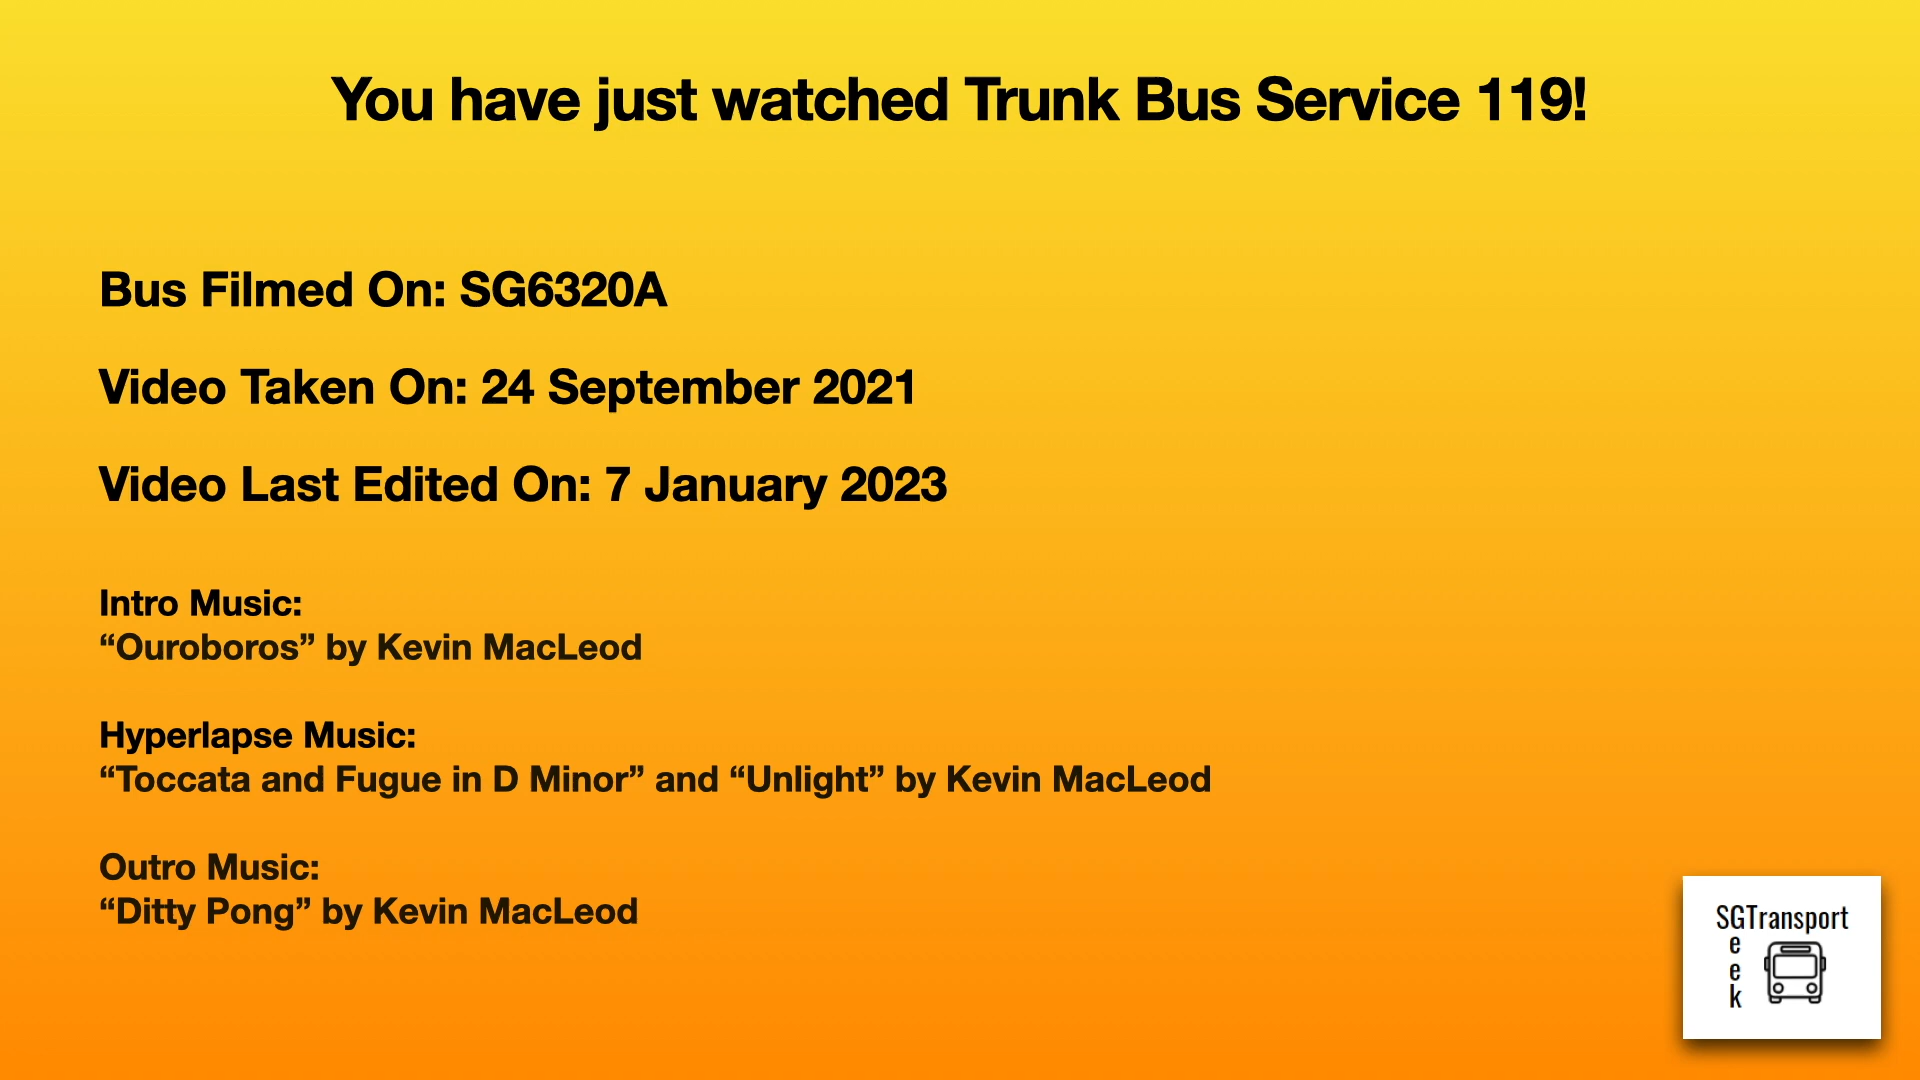 You have just watched Trunk Bus Service 119!
Bus Filmed On: SG6320A
Video Taken On: 24 September 2021
Video Last Edited On: 7 January 2023
Intro Music:
“Ouroboros” by Kevin MacLeod
Hyperlapse Music:
“Toccata and Fugue in D Minor” and “Unlight” by Kevin MacLeod
Outro Music:
“Ditty Pong” by Kevin MacLeod
SGTransport
e
e
k